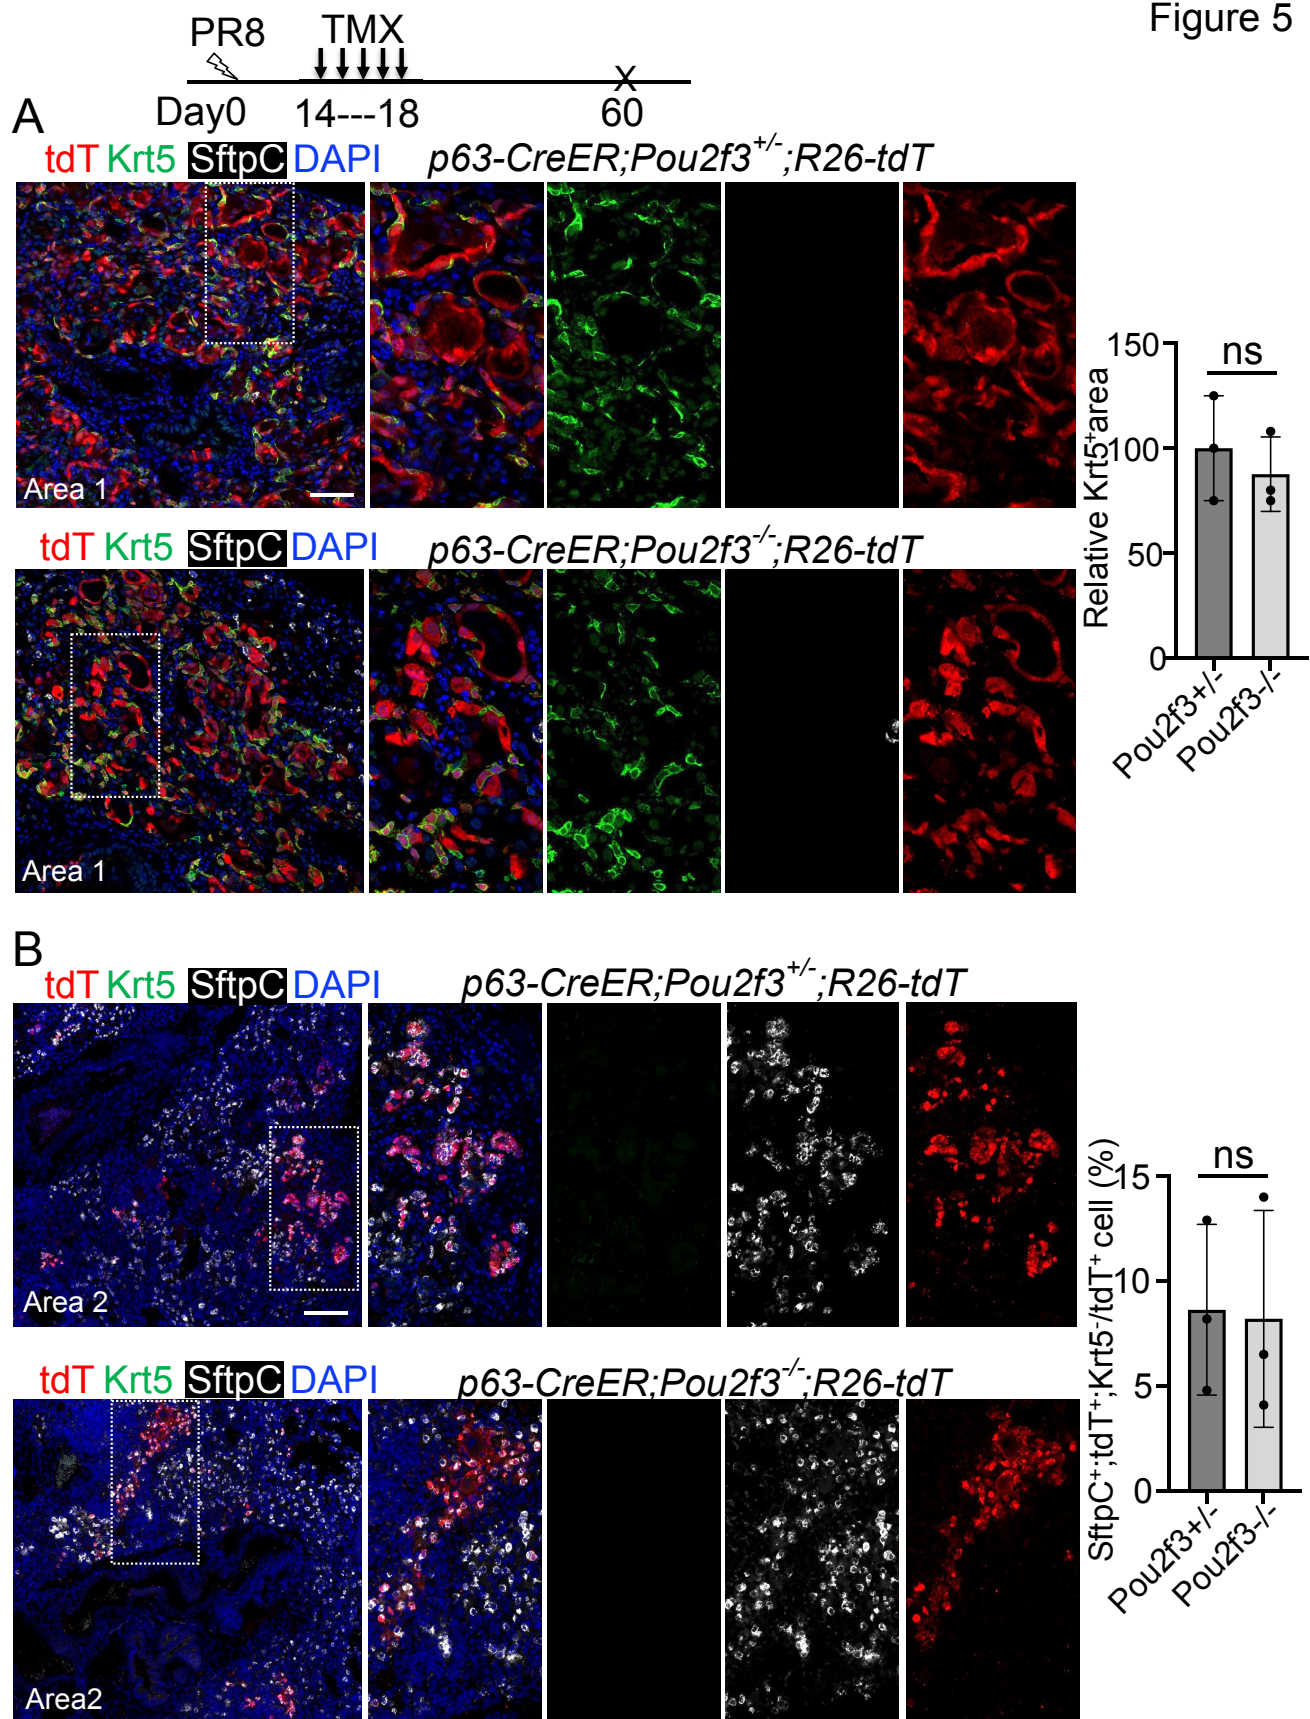 Figure 5
PR8 TMX
X
Day0 14---18 60
A
tdT Krt5 SftpC DAPI p63-CreER;Pou2f3+/-;R26-tdT
Area 1
tdT Krt5 SftpC DAPI p63-CreER;Pou2f3-/-;R26-tdT
Area 1
Relative Krt5+area
150
100
50
0
ns
Pou2f3+/-
Pou2f3-/-
B
tdT Krt5 SftpC DAPI p63-CreER;Pou2f3+/-;R26-tdT
Area 2
tdT Krt5 SftpC DAPI p63-CreER;Pou2f3-/-;R26-tdT
Area2
SftpC+;tdT+;Krt5-/tdT+ cell (%)
15
10
5
0
ns
Pou2f3+/-
Pou2f3-/-